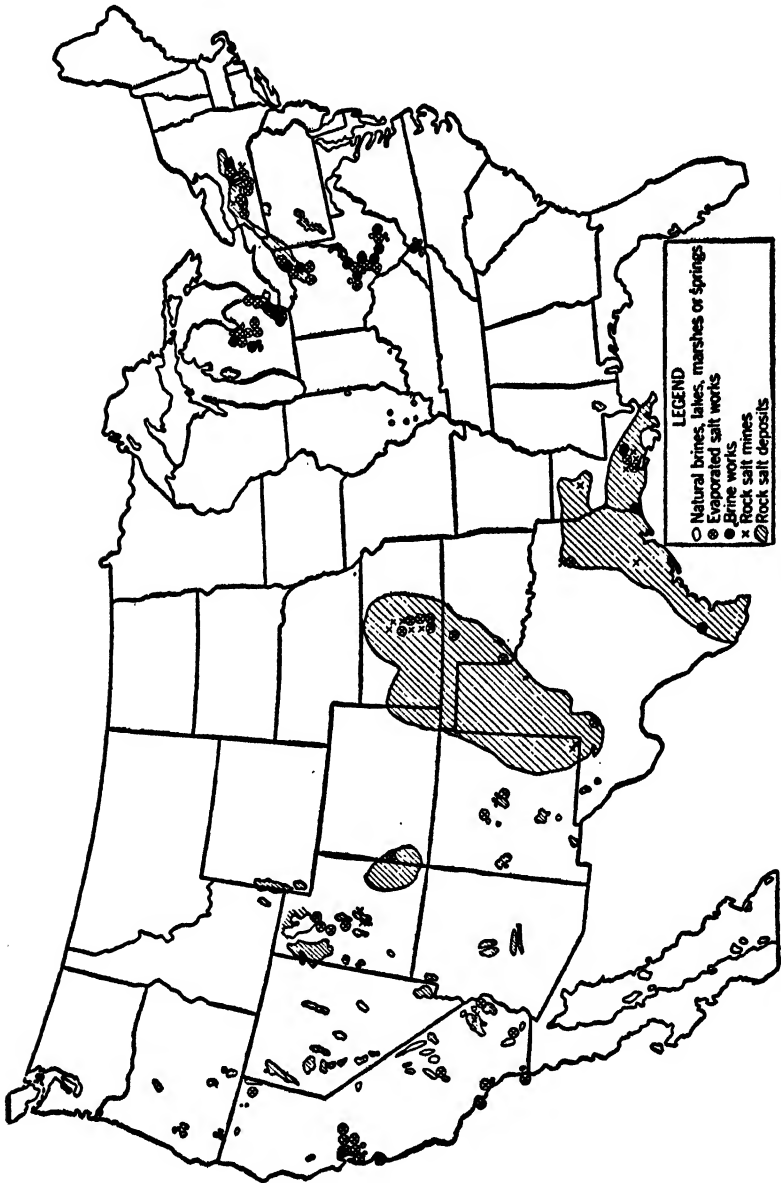 LEGEND
Natural brines, lakes, marshes or springs
Evaporated salt works
Brine works
Rock salt mines
Rock salt deposits